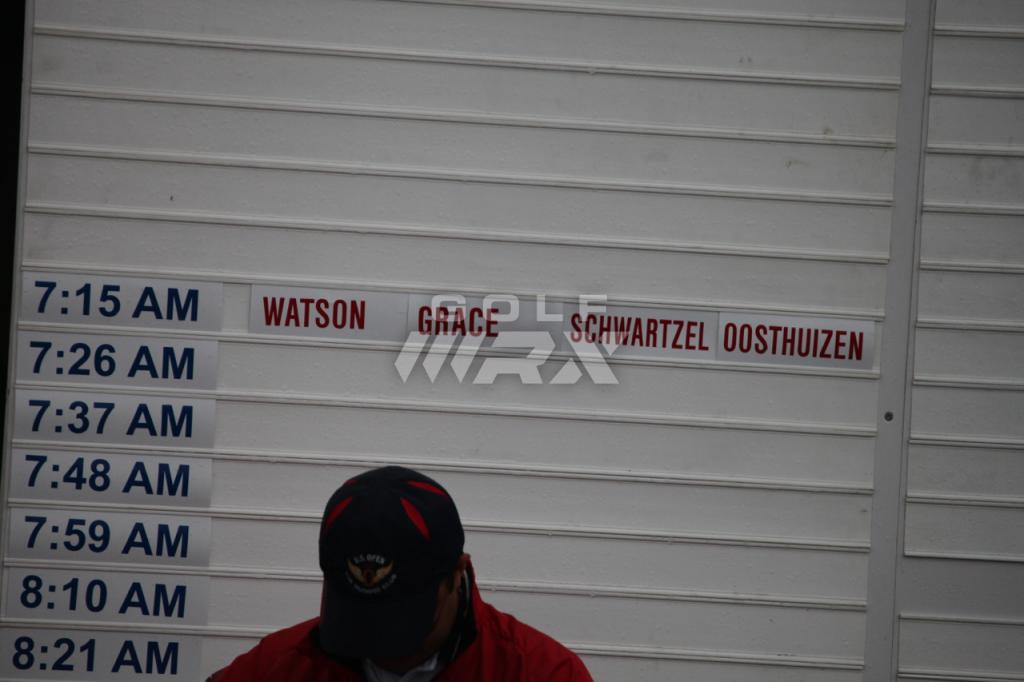 7:15 AM WATSON GRACE SCHWARTZEL OOSTHUIZEN
7:26 AM
7:37 AM
7:48 AM
7:59 AM
8:10 AM
8:21 AM
GOLF
WRX
U.S. OPEN